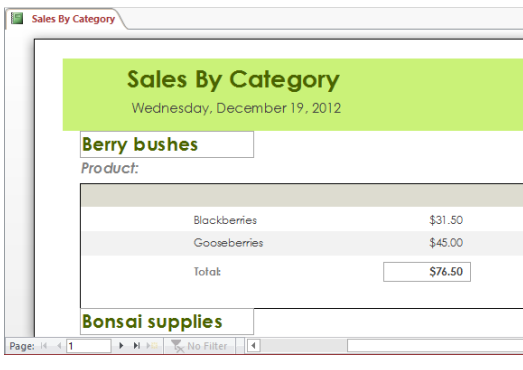 Sales By Category
Sales By Category
Wednesday, December 19, 2012
Berry bushes
Product:
Blackberries $31.50
Gooseberries $45.00
Total: $76.50
Bonsai supplies
Page: 1 No Filter